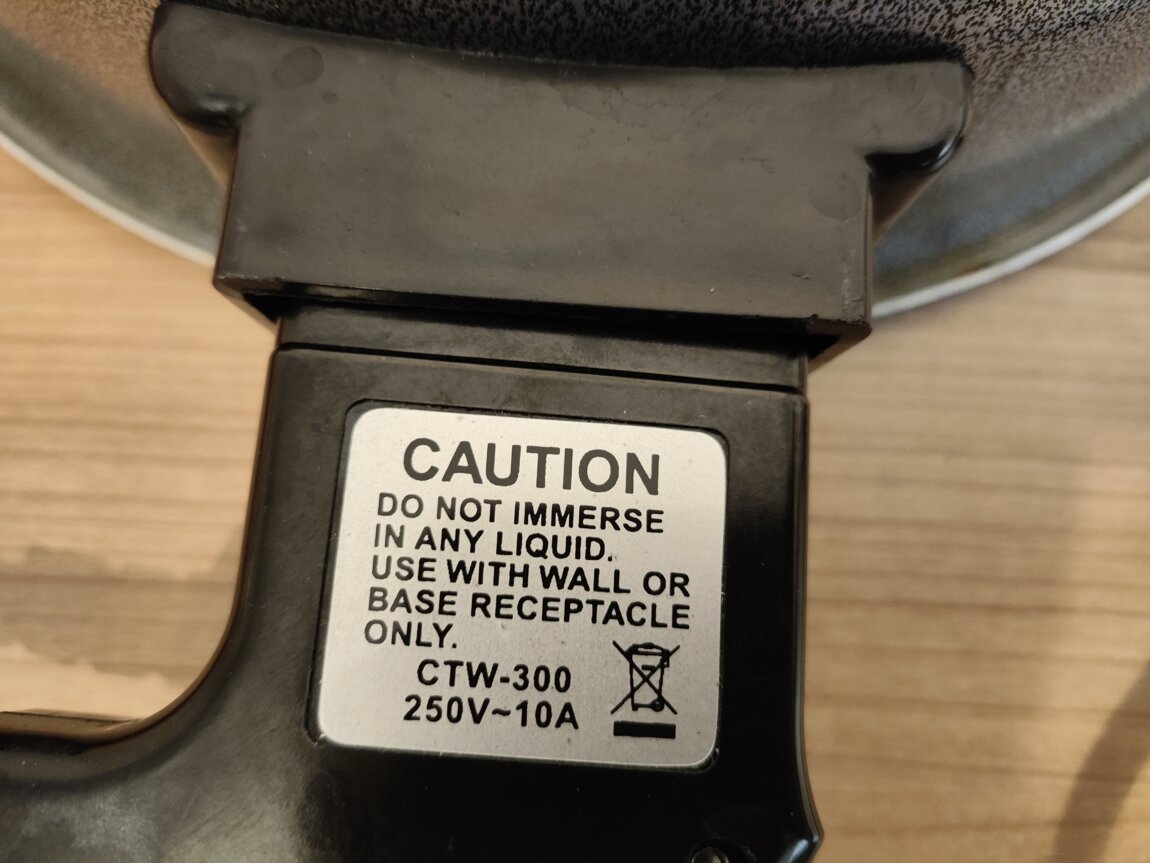 CAUTION
DO NOT IMMERSE
IN ANY LIQUID.
USE WITH WALL OR
BASE RECEPTACLE
ONLY.
CTW-300
250V~10A